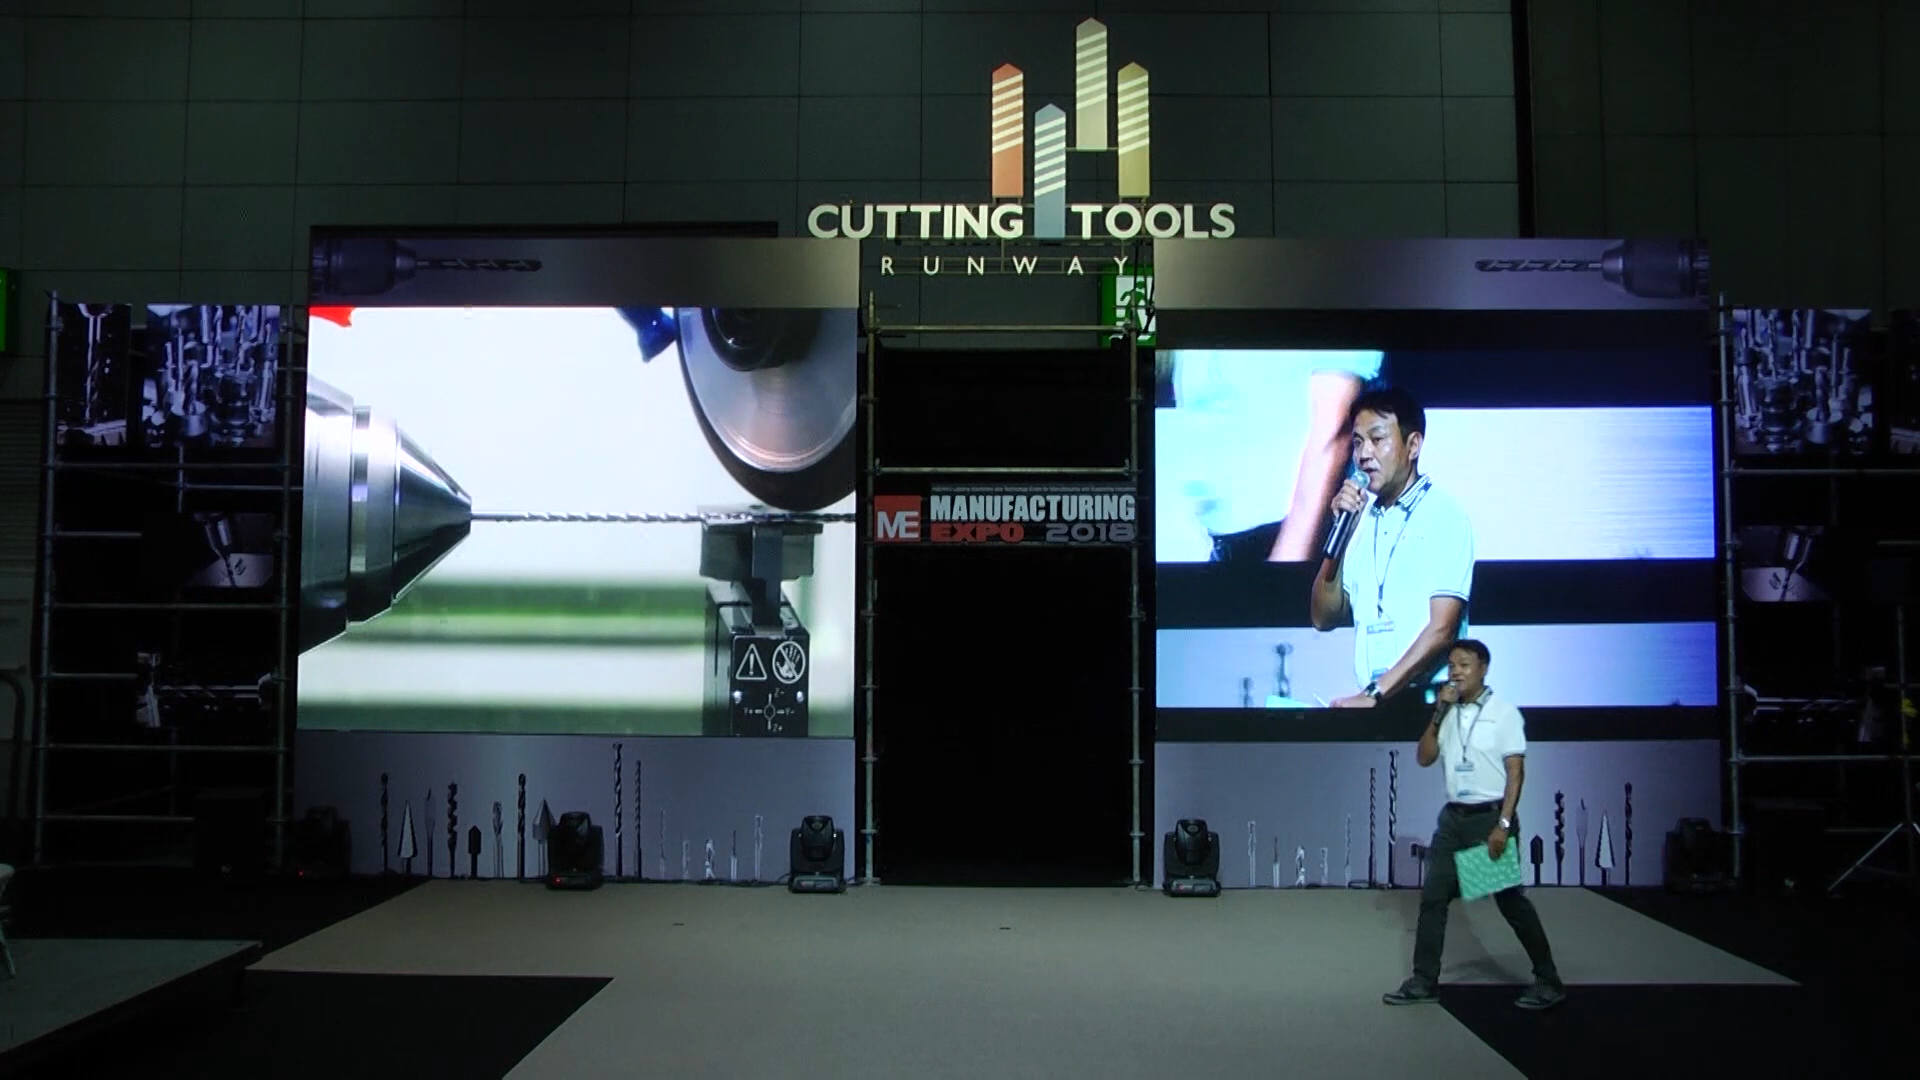 CUTTING TOOLS
RUNWAY
ME MANUFACTURING
EXPO 2018
Z-
Y+ Y-
Z+